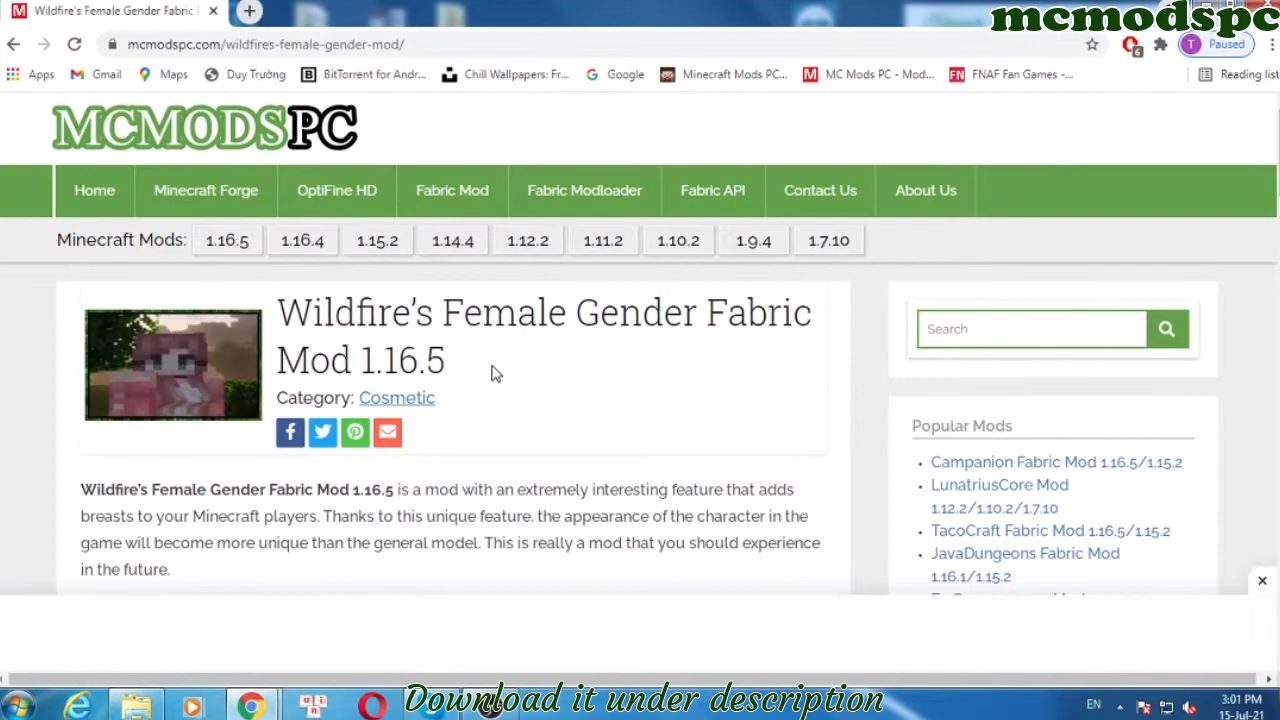 mcmodspc
Wildfire's Female Gender Fabric
mcmodspc.com/wildfires-female-gender-mod/
6
T Paused
Apps Gmail Maps Duy Trường BitTorrent for Andr... Chill Wallpapers: Fr... Google Minecraft Mods PC... MC Mods PC - Mod... FNAF Fan Games -... Reading list
MCMODSPC
Home Minecraft Forge OptiFine HD Fabric Mod Fabric Modloader Fabric API Contact Us About Us
Minecraft Mods: 1.16.5 1.16.4 1.15.2 1.14.4 1.12.2 1.11.2 1.10.2 1.9.4 1.7.10
Wildfire's Female Gender Fabric
Mod 1.16.5
Category: Cosmetic
Wildfire's Female Gender Fabric Mod 1.16.5 is a mod with an extremely interesting feature that adds
breasts to your Minecraft players. Thanks to this unique feature, the appearance of the character in the
game will become more unique than the general model. This is really a mod that you should experience
in the future.
Search
Popular Mods
Campanion Fabric Mod 1.16.5/1.15.2
LunatriusCore Mod
1.12.2/1.10.2/1.7.10
TacoCraft Fabric Mod 1.16.5/1.15.2
JavaDungeons Fabric Mod
1.16.1/1.15.2
Download it under description
EN
3:01 PM
15-Jul-21